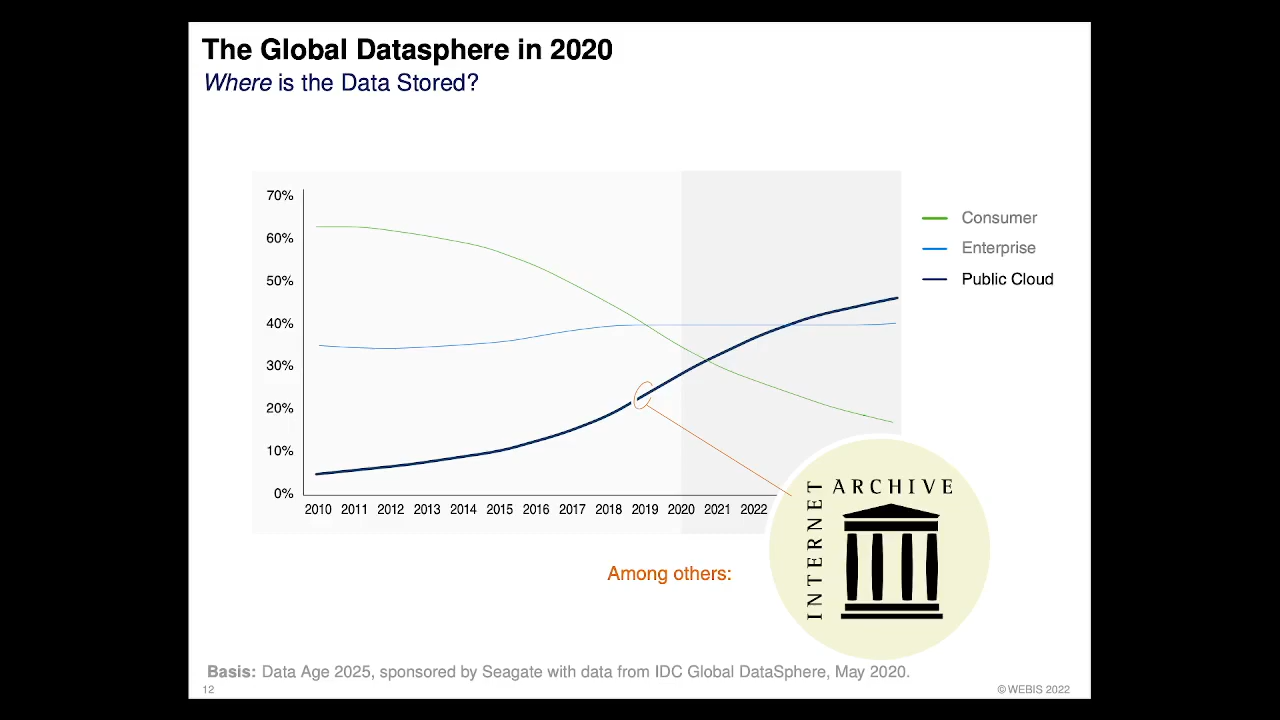 The Global Datasphere in 2020
Where is the Data Stored?
70%
60%
50%
40%
30%
20%
10%
0%
2010 2011 2012 2013 2014 2015 2016 2017 2018 2019 2020 2021 2022
Consumer
Enterprise
Public Cloud
Among others:
INTERNET
ARCHIVE
Basis: Data Age 2025, sponsored by Seagate with data from IDC Global DataSphere, May 2020.
12
© WEBIS 2022